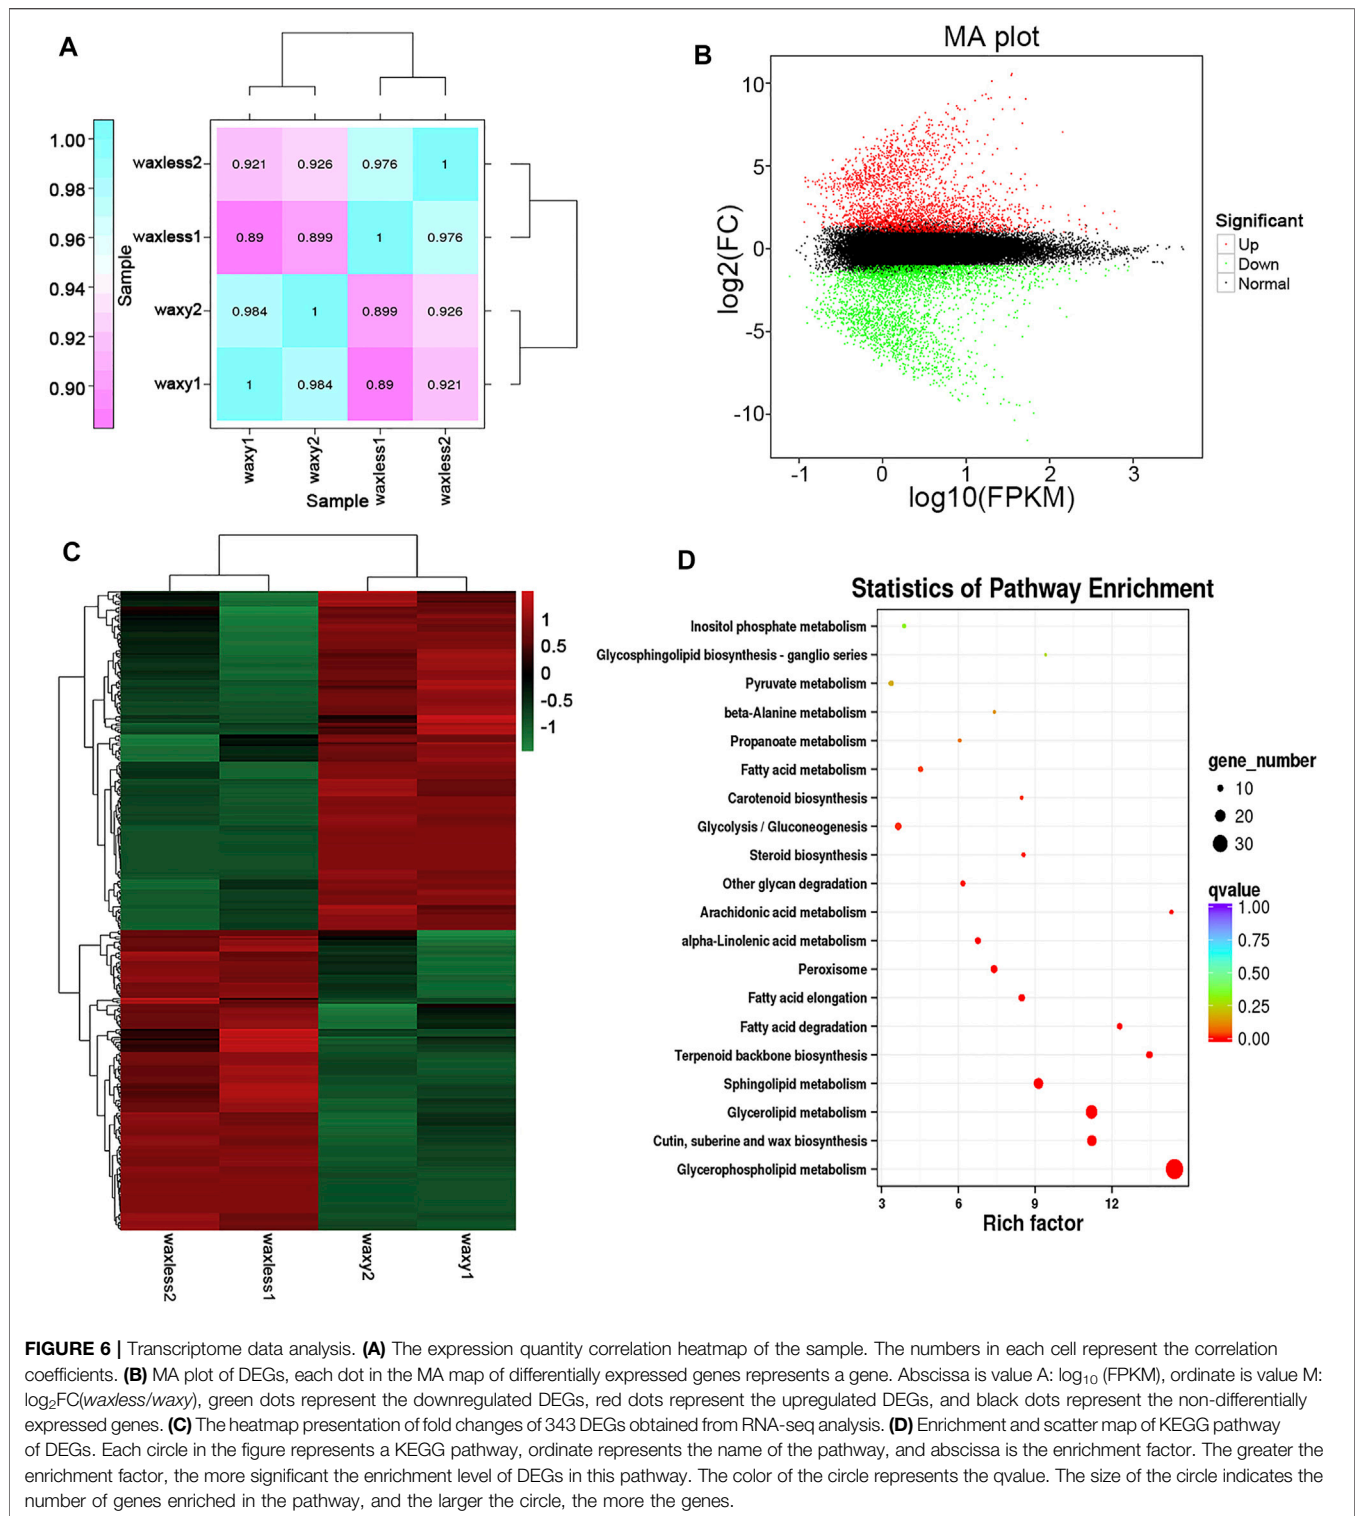 A
1.00
0.98
0.96
0.94
0.92
0.90
Sample
waxless2
waxless1
waxy2
waxy1
0.921 0.926 0.976 1
0.89 0.899 1 0.976
0.984 1 0.899 0.926
1 0.984 0.89 0.921
waxy1
waxy2
waxless1
waxless2
Sample
B
MA plot
log2(FC)
10
5
0
-5
-10
-1 0 1 2 3
log10(FPKM)
Significant
Up
Down
Normal
C
1
0.5
0
-0.5
-1
waxless2
waxless1
waxy2
waxy1
D
Statistics of Pathway Enrichment
Inositol phosphate metabolism
Glycosphingolipid biosynthesis - ganglio series
Pyruvate metabolism
beta-Alanine metabolism
Propanoate metabolism
Fatty acid metabolism
Carotenoid biosynthesis
Glycolysis / Gluconeogenesis
Steroid biosynthesis
Other glycan degradation
Arachidonic acid metabolism
alpha-Linolenic acid metabolism
Peroxisome
Fatty acid elongation
Fatty acid degradation
Terpenoid backbone biosynthesis
Sphingolipid metabolism
Glycerolipid metabolism
Cutin, suberine and wax biosynthesis
Glycerophospholipid metabolism
3 6 9 12
Rich factor
gene_number
10
20
30
qvalue
1.00
0.75
0.50
0.25
0.00
FIGURE 6 | Transcriptome data analysis. (A) The expression quantity correlation heatmap of the sample. The numbers in each cell represent the correlation
coefficients. (B) MA plot of DEGs, each dot in the MA map of differentially expressed genes represents a gene. Abscissa is value A: log10 (FPKM), ordinate is value M:
log2FC(waxless/waxy), green dots represent the downregulated DEGs, red dots represent the upregulated DEGs, and black dots represent the non-differentially
expressed genes. (C) The heatmap presentation of fold changes of 343 DEGs obtained from RNA-seq analysis. (D) Enrichment and scatter map of KEGG pathway
of DEGs. Each circle in the figure represents a KEGG pathway, ordinate represents the name of the pathway, and abscissa is the enrichment factor. The greater the
enrichment factor, the more significant the enrichment level of DEGs in this pathway. The color of the circle represents the qvalue. The size of the circle indicates the
number of genes enriched in the pathway, and the larger the circle, the more the genes.